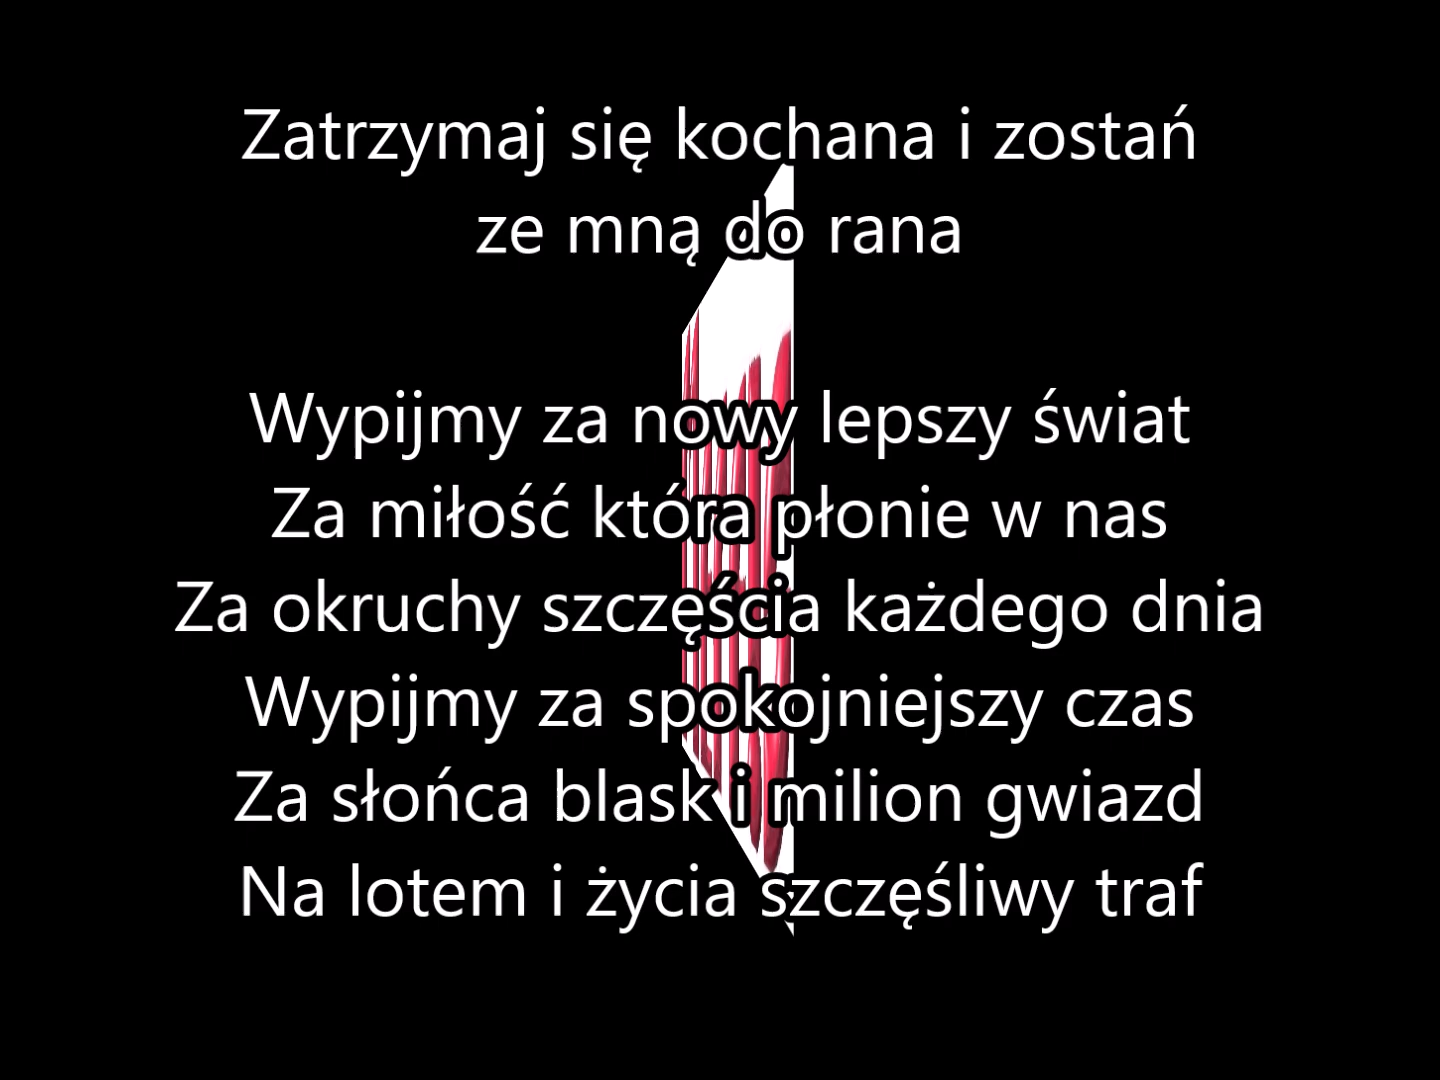 Zatrzymaj się kochana i zostań
ze mną do rana
Wypijmy za nowy lepszy świat
Za miłość która płonie w nas
Za okruchy szczęścia każdego dnia
Wypijmy za spokojniejszy czas
Za słońca blask i milion gwiazd
Na lotem i życia szczęśliwy traf